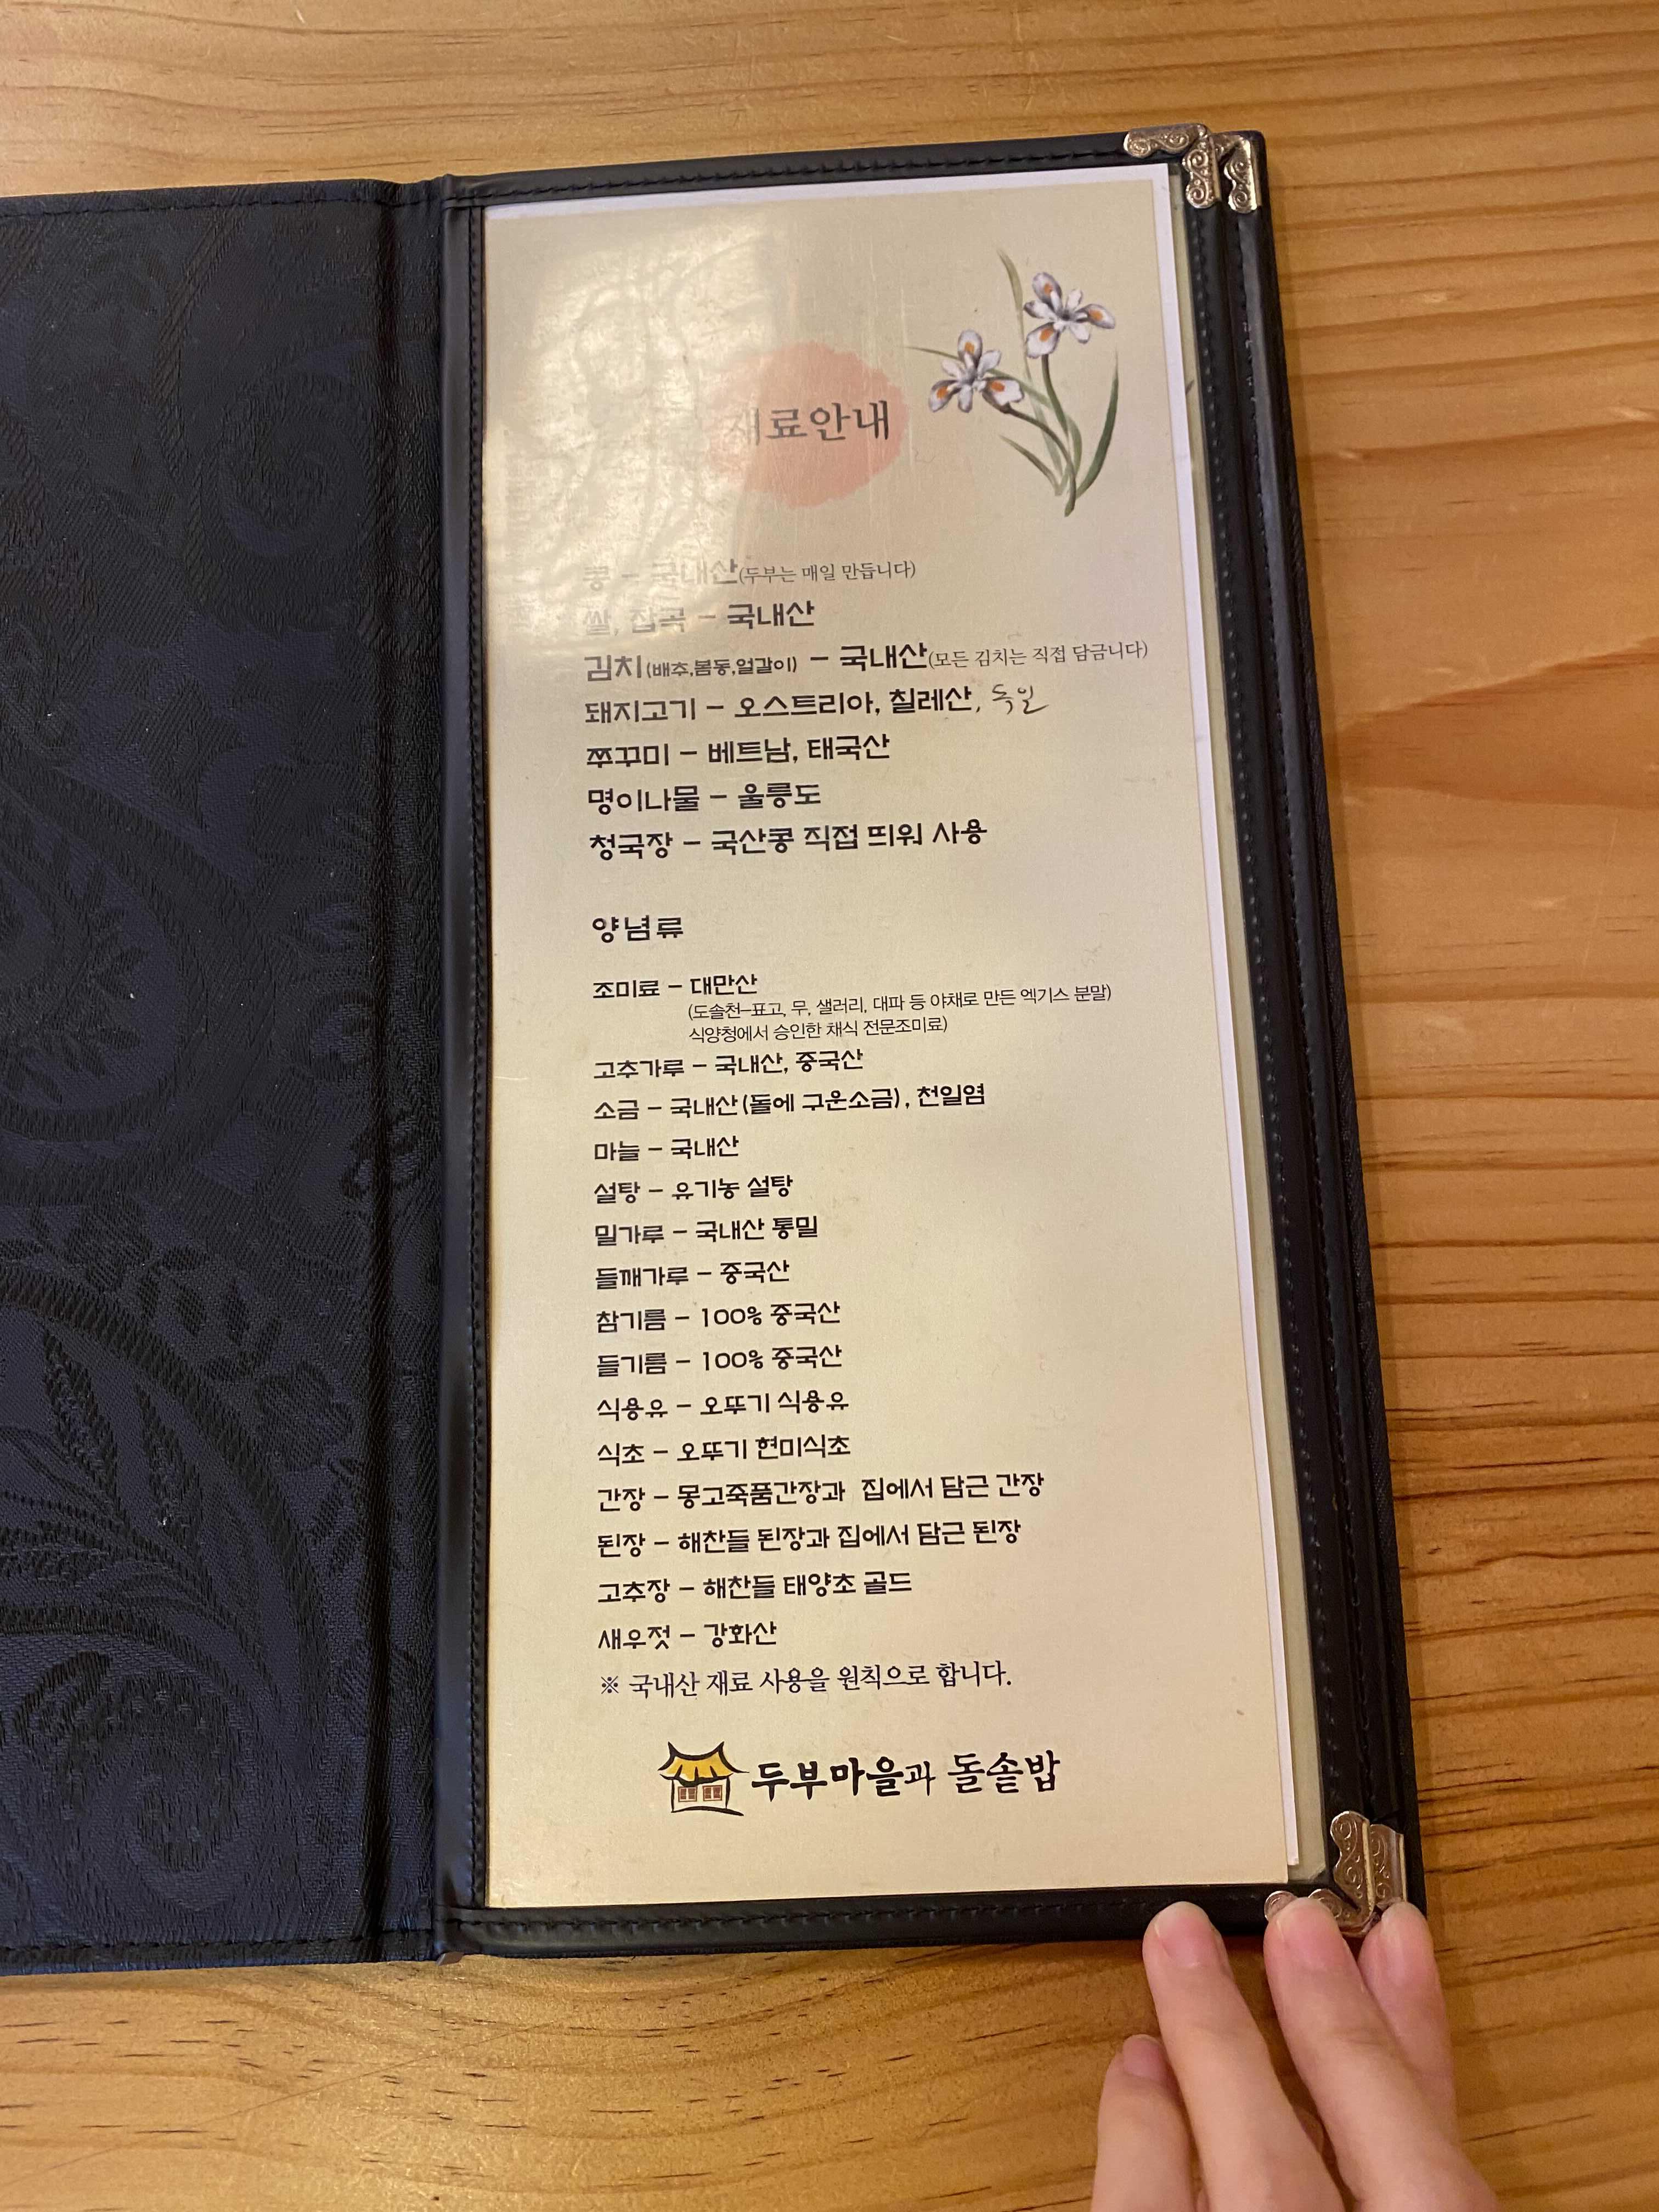 재료안내
콩 - 국내산(두부는 매일 만듭니다)
쌀, 잡곡 - 국내산
김치(배추,봄동,얼갈이) - 국내산(모든 김치는 직접 담금니다)
돼지고기 - 오스트리아, 칠레산, 독일
쭈꾸미 - 베트남, 태국산
명이나물 - 울릉도
청국장 - 국산콩 직접 띄워 사용
양념류
조미료 - 대만산
(도솔천-표고, 무, 샐러리, 대파 등 야채로 만든 엑기스 분말)
식양청에서 승인한 채식 전문조미료)
고추가루 - 국내산, 중국산
소금 - 국내산(돌에 구운소금), 천일염
마늘 - 국내산
설탕 - 유기농 설탕
밀가루 - 국내산 통밀
들깨가루 - 중국산
참기름 - 100% 중국산
들기름 - 100% 중국산
식용유 - 오뚜기 식용유
식초 - 오뚜기 현미식초
간장 - 몽고죽품간장과 집에서 담근 간장
된장 - 해찬들 된장과 집에서 담근 된장
고추장 - 해찬들 태양초 골드
새우젓 - 강화산
※ 국내산 재료 사용을 원칙으로 합니다.
두부마을과 돌솥밥